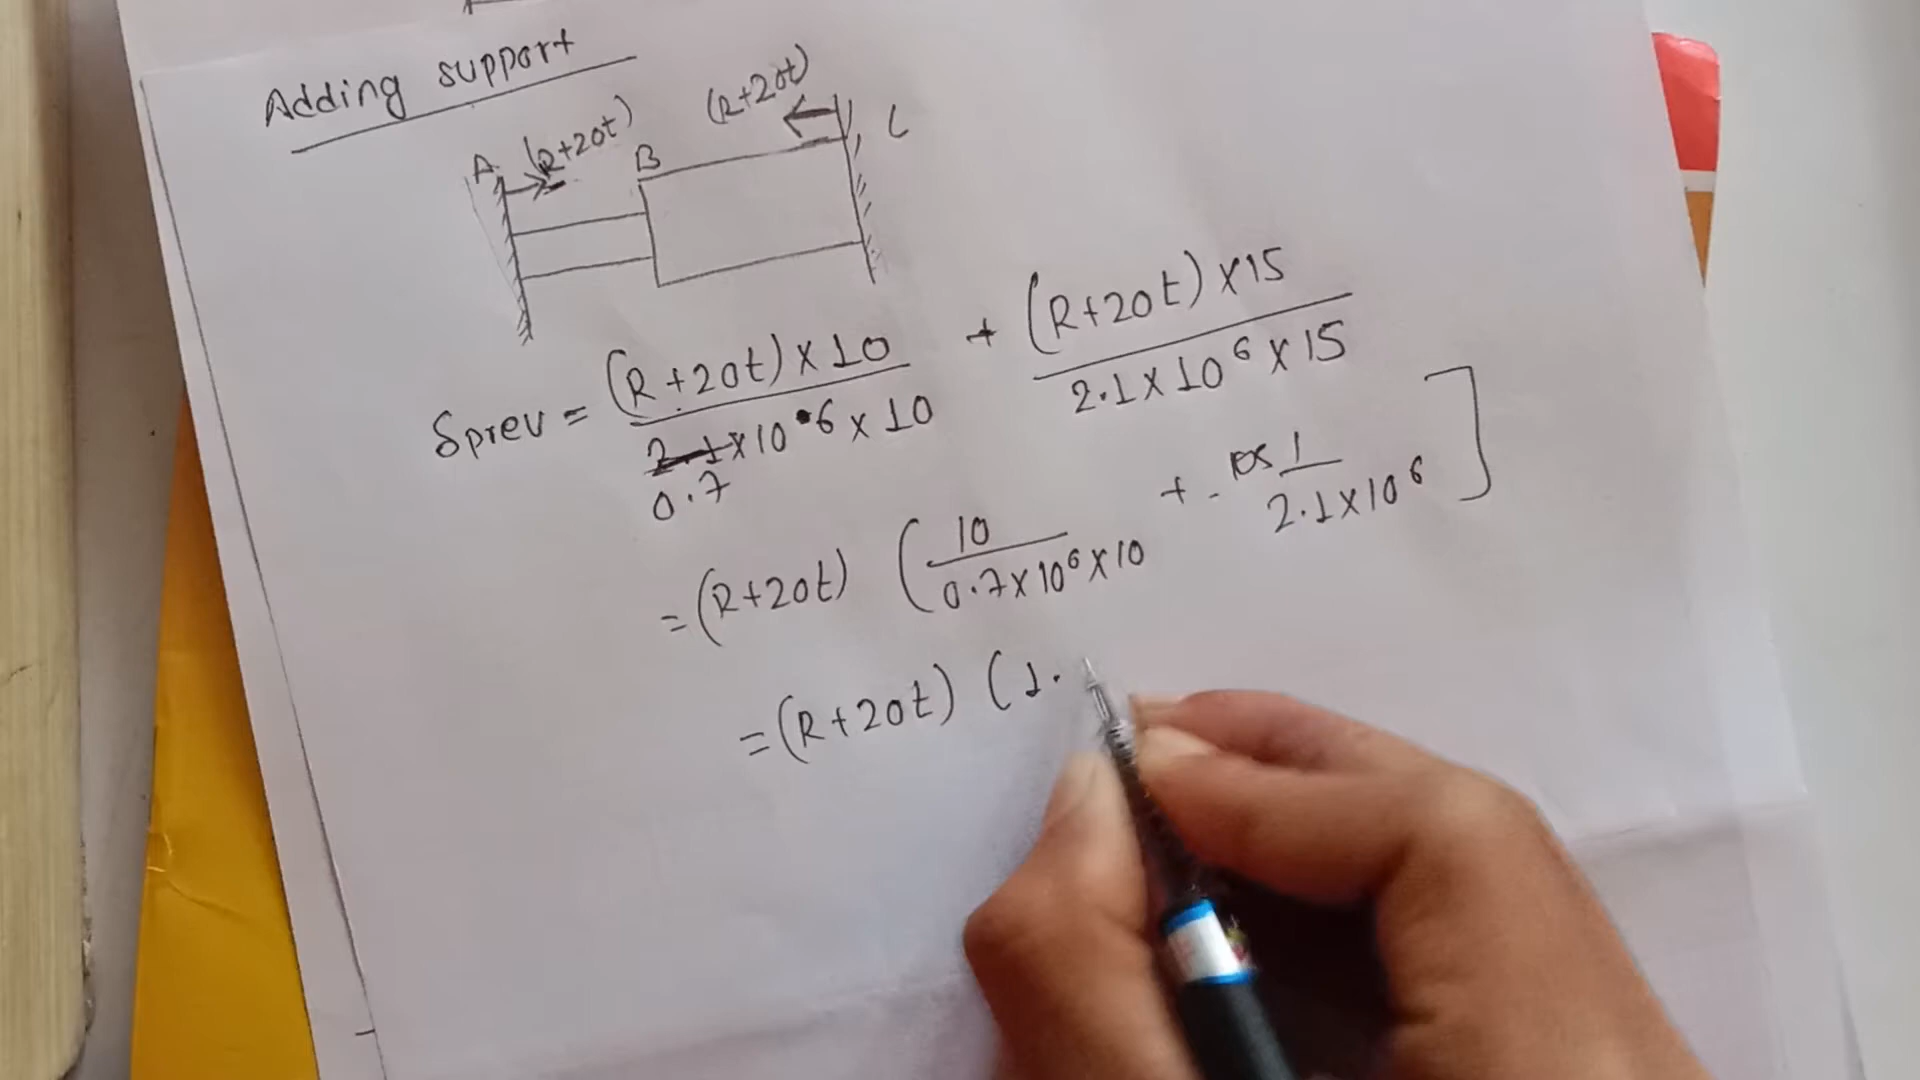 Adding support
(R+20t)
(R+20t)
A
B
C
δprev = (R+20t)×10 / 0.7×10^6×10 + (R+20t)×15 / 2.1×10^6×15
=(R+20t) (10 / 0.7×10^6×10 + 1 / 2.1×10^6]
=(R+20t) (1.